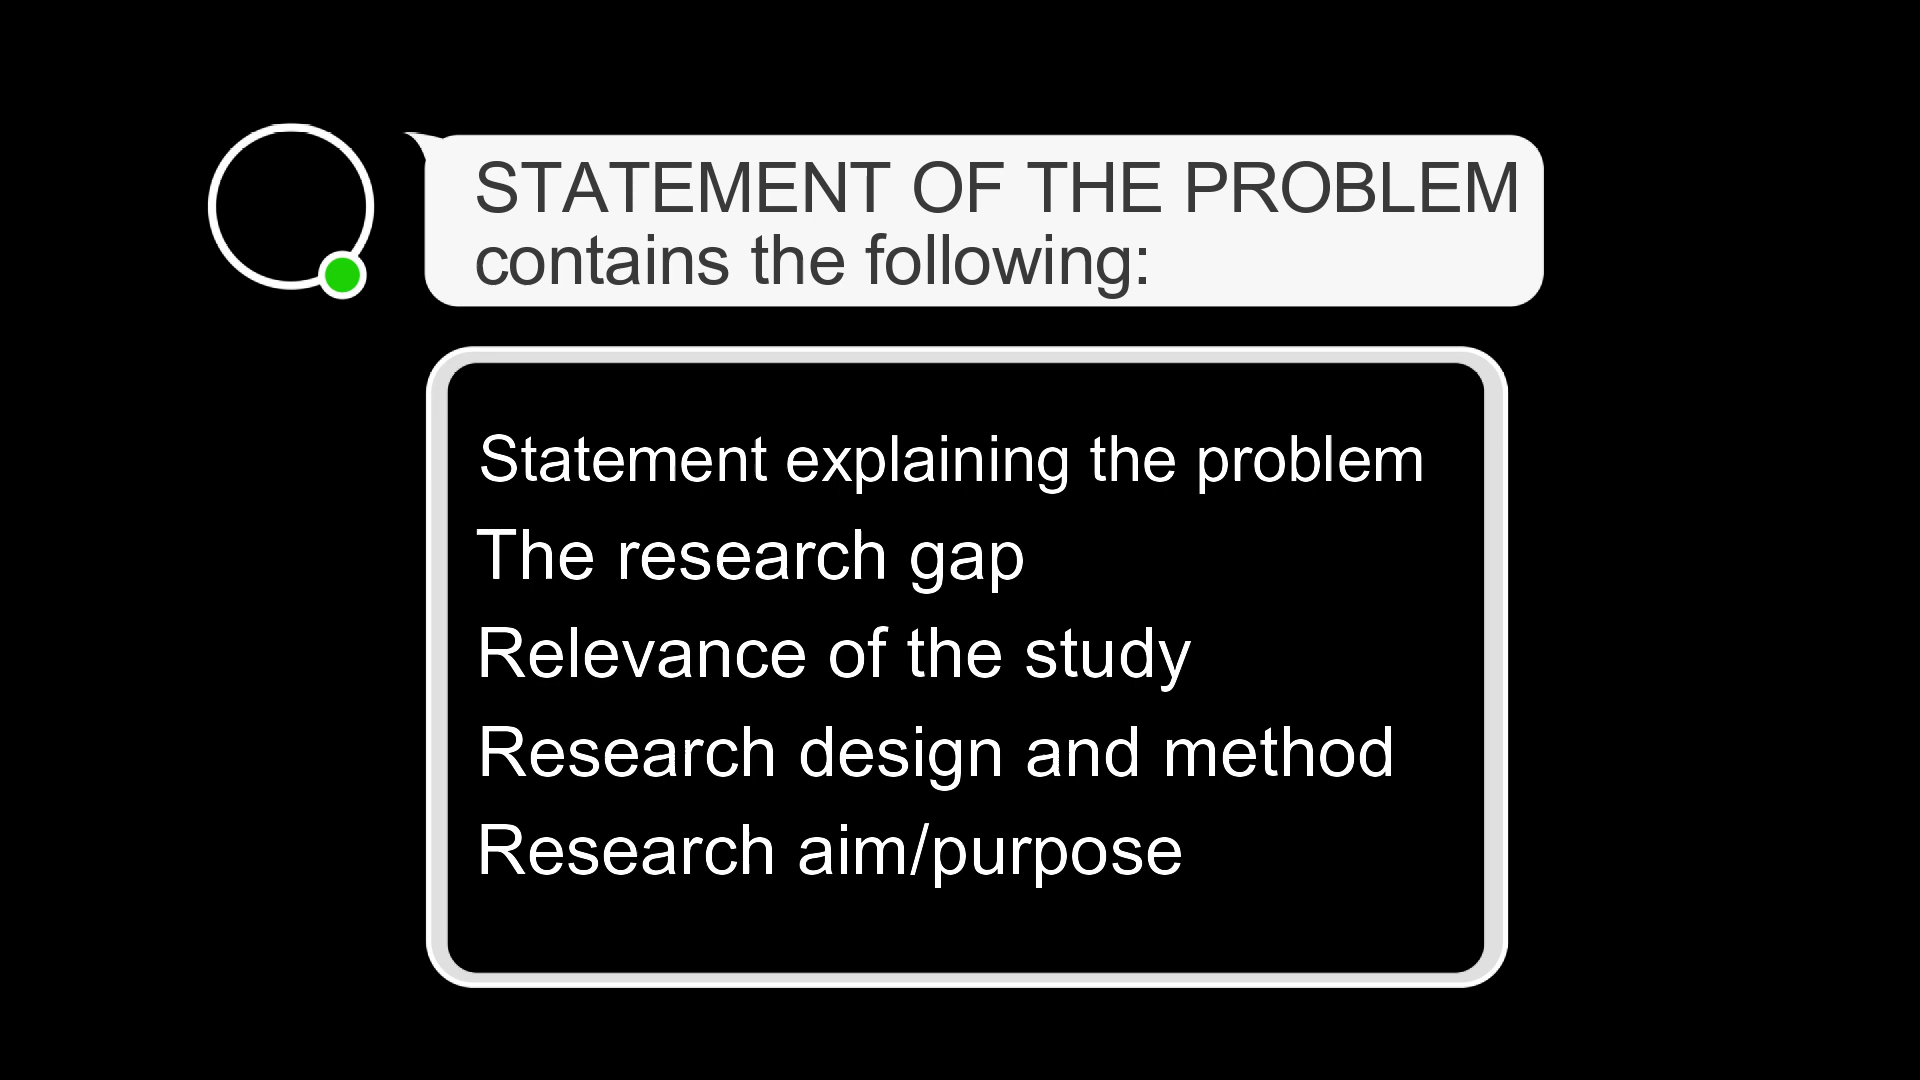 STATEMENT OF THE PROBLEM
contains the following:
Statement explaining the problem
The research gap
Relevance of the study
Research design and method
Research aim/purpose